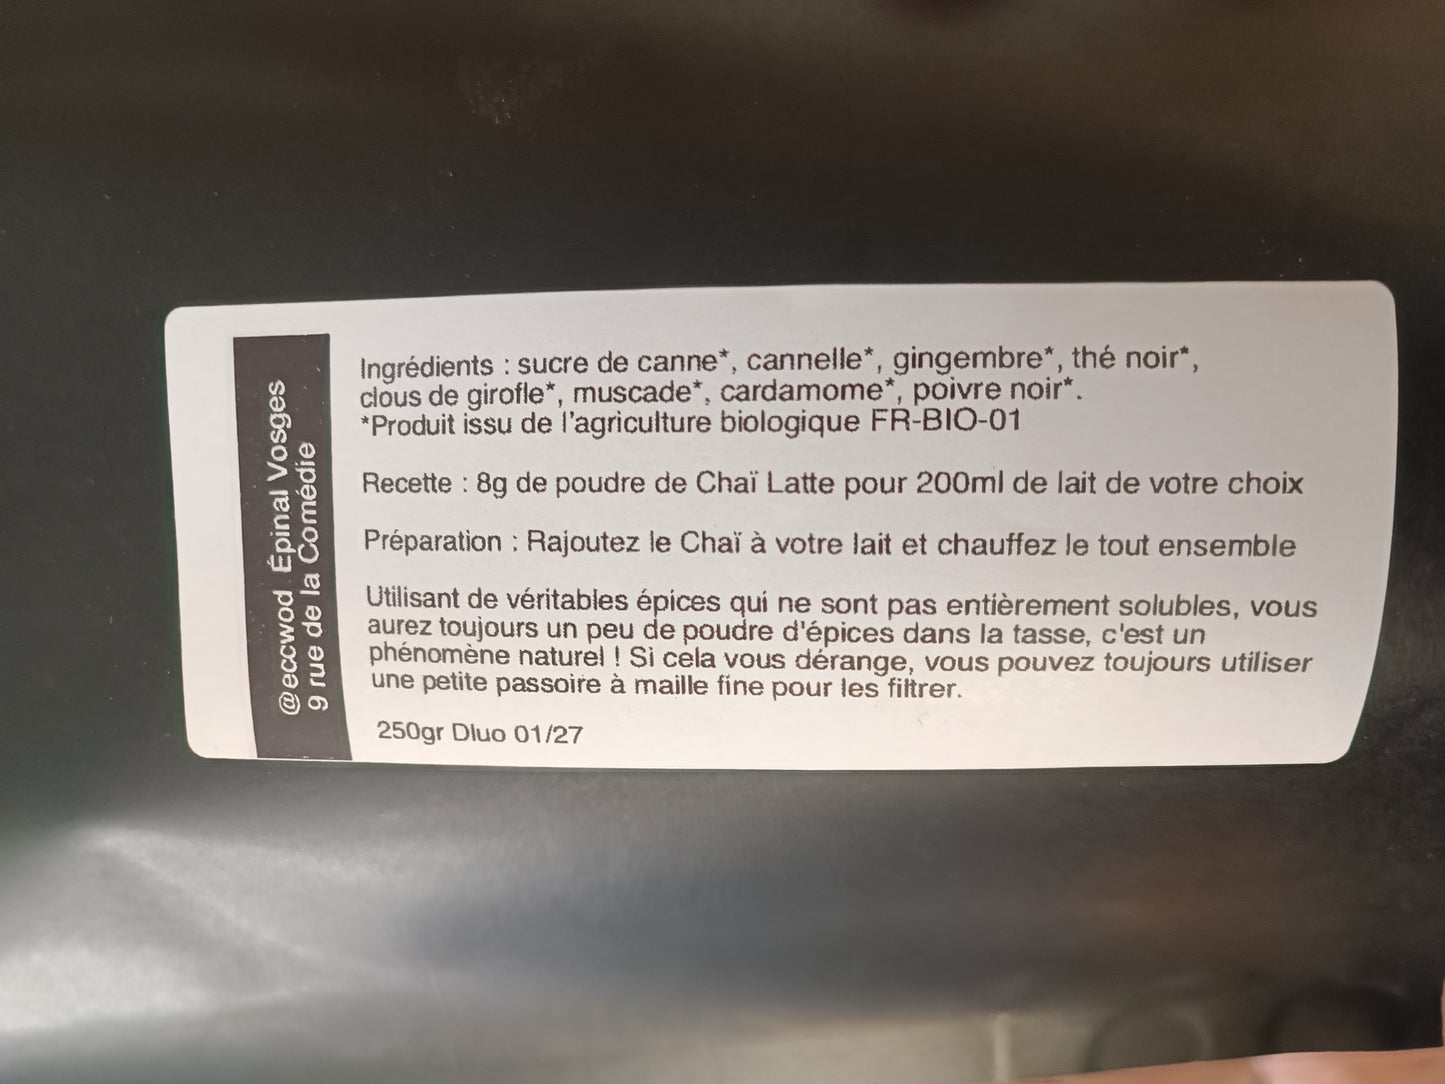 @eccwod Épinal Vosges
9 rue de la Comédie
Ingrédients : sucre de canne*, cannelle*, gingembre*, thé noir*,
clous de girofle*, muscade*, cardamome*, poivre noir*.
*Produit issu de l'agriculture biologique FR-BIO-01
Recette : 8g de poudre de Chaï Latte pour 200ml de lait de votre choix
Préparation : Rajoutez le Chaï à votre lait et chauffez le tout ensemble
Utilisant de véritables épices qui ne sont pas entièrement solubles, vous
aurez toujours un peu de poudre d'épices dans la tasse, c'est un
phénomène naturel ! Si cela vous dérange, vous pouvez toujours utiliser
une petite passoire à maille fine pour les filtrer.
250gr Dluo 01/27